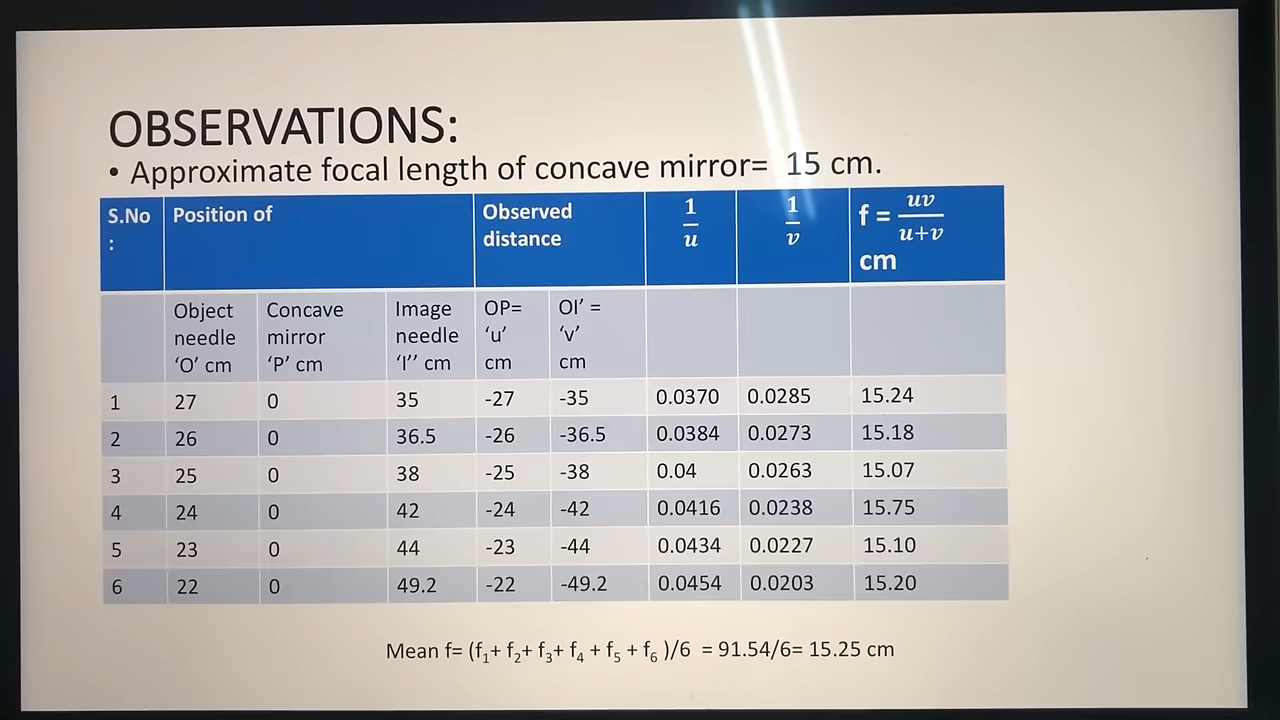 OBSERVATIONS:
• Approximate focal length of concave mirror= 15 cm.
S.No : Position of Observed distance 1/u 1/v f = uv/u+v cm
Object needle ‘O’ cm Concave mirror ‘P’ cm Image needle ‘I’’ cm OP= ‘u’ cm OI’ = ‘v’ cm
1 27 0 35 -27 -35 0.0370 0.0285 15.24
2 26 0 36.5 -26 -36.5 0.0384 0.0273 15.18
3 25 0 38 -25 -38 0.04 0.0263 15.07
4 24 0 42 -24 -42 0.0416 0.0238 15.75
5 23 0 44 -23 -44 0.0434 0.0227 15.10
6 22 0 49.2 -22 -49.2 0.0454 0.0203 15.20
Mean f= (f₁+ f₂+ f₃+ f₄ + f₅ + f₆ )/6 = 91.54/6= 15.25 cm